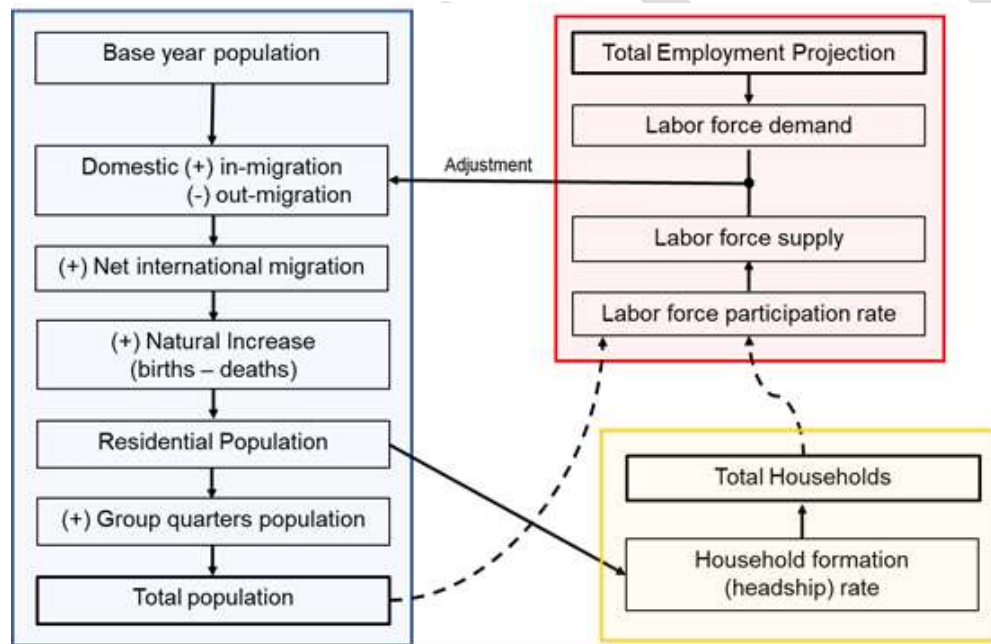 Base year population
Domestic (+) in-migration
(-) out-migration
(+) Net international migration
(+) Natural Increase
(births – deaths)
Residential Population
(+) Group quarters population
Total population
Adjustment
Total Employment Projection
Labor force demand
Labor force supply
Labor force participation rate
Total Households
Household formation
(headship) rate